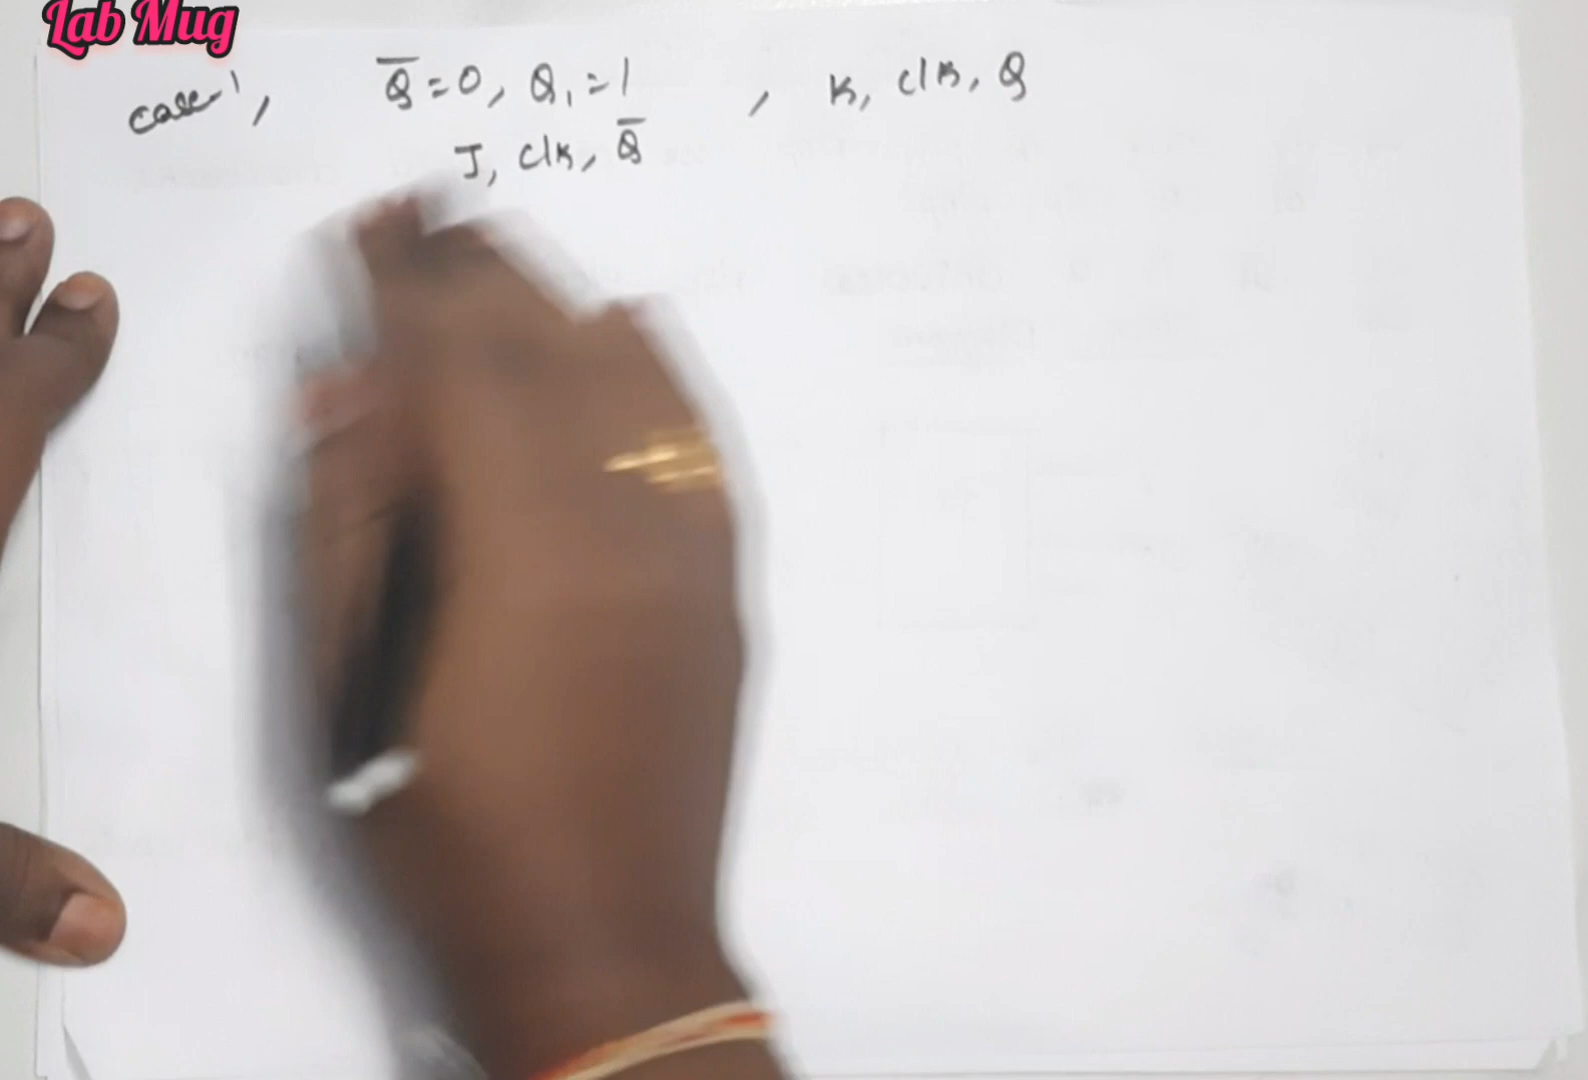 Lab Mug
case 1, Q̅ = 0, Q₁ = 1 , K, clk, Q
J, clk, Q̅